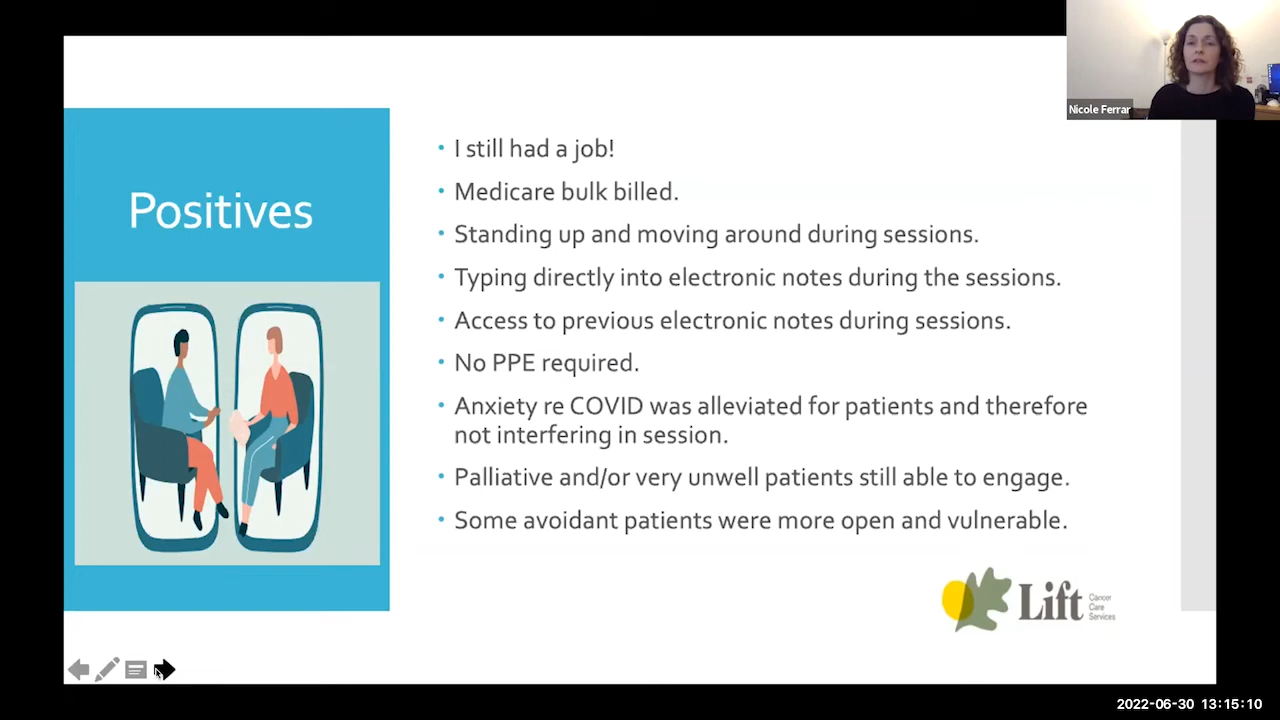 Nicole Ferrar
Positives
• I still had a job!
• Medicare bulk billed.
• Standing up and moving around during sessions.
• Typing directly into electronic notes during the sessions.
• Access to previous electronic notes during sessions.
• No PPE required.
• Anxiety re COVID was alleviated for patients and therefore
not interfering in session.
• Palliative and/or very unwell patients still able to engage.
• Some avoidant patients were more open and vulnerable.
Lift
Cancer
Care
Services
2022-06-30 13:15:10